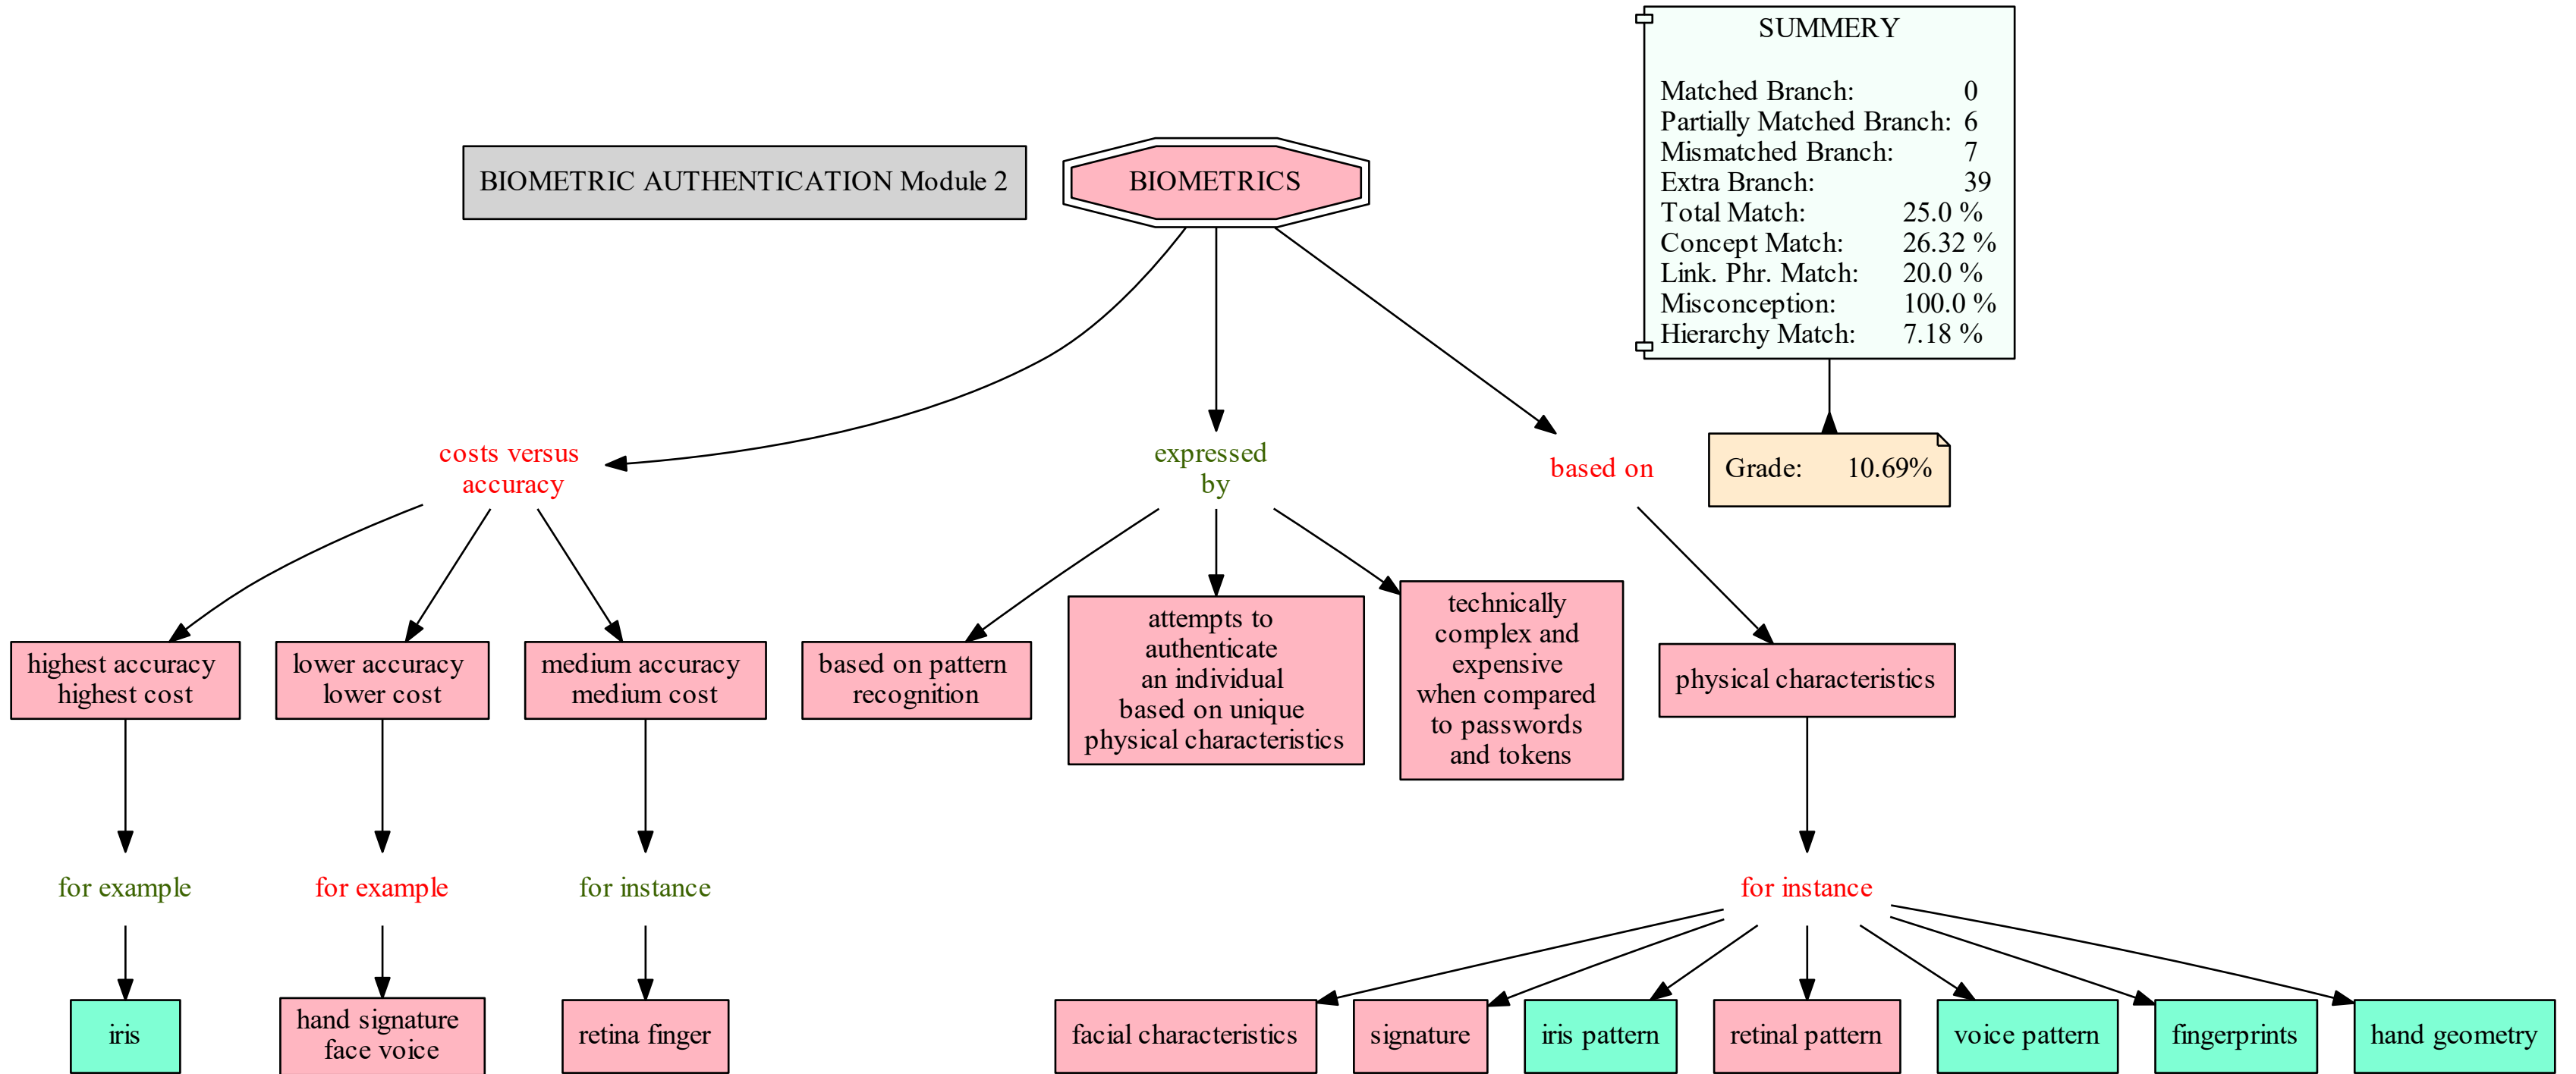 SUMMERY
Matched Branch: 0
Partially Matched Branch: 6
Mismatched Branch: 7
Extra Branch: 39
Total Match: 25.0 %
Concept Match: 26.32 %
Link. Phr. Match: 20.0 %
Misconception: 100.0 %
Hierarchy Match: 7.18 %
BIOMETRIC AUTHENTICATION Module 2
BIOMETRICS
costs versus
accuracy
expressed
by
based on
Grade: 10.69%
highest accuracy
highest cost
lower accuracy
lower cost
medium accuracy
medium cost
based on pattern
recognition
attempts to
authenticate
an individual
based on unique
physical characteristics
technically
complex and
expensive
when compared
to passwords
and tokens
physical characteristics
for example
for example
for instance
for instance
iris
hand signature
face voice
retina finger
facial characteristics
signature
iris pattern
retinal pattern
voice pattern
fingerprints
hand geometry